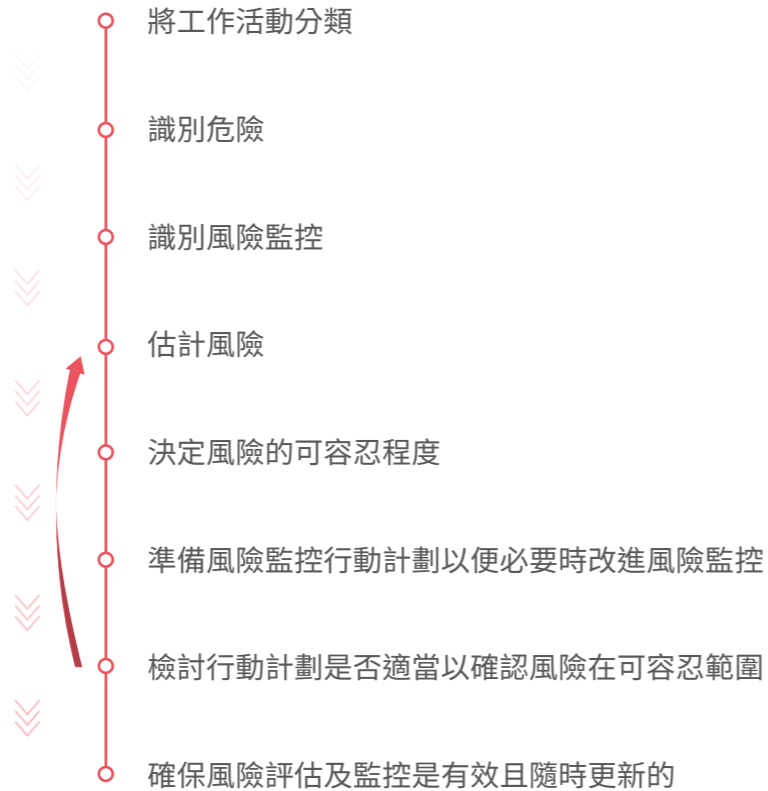 將工作活動分類
識別危險
識別風險監控
估計風險
決定風險的可容忍程度
準備風險監控行動計劃以便必要時改進風險監控
檢討行動計劃是否適當以確認風險在可容忍範圍
確保風險評估及監控是有效且隨時更新的